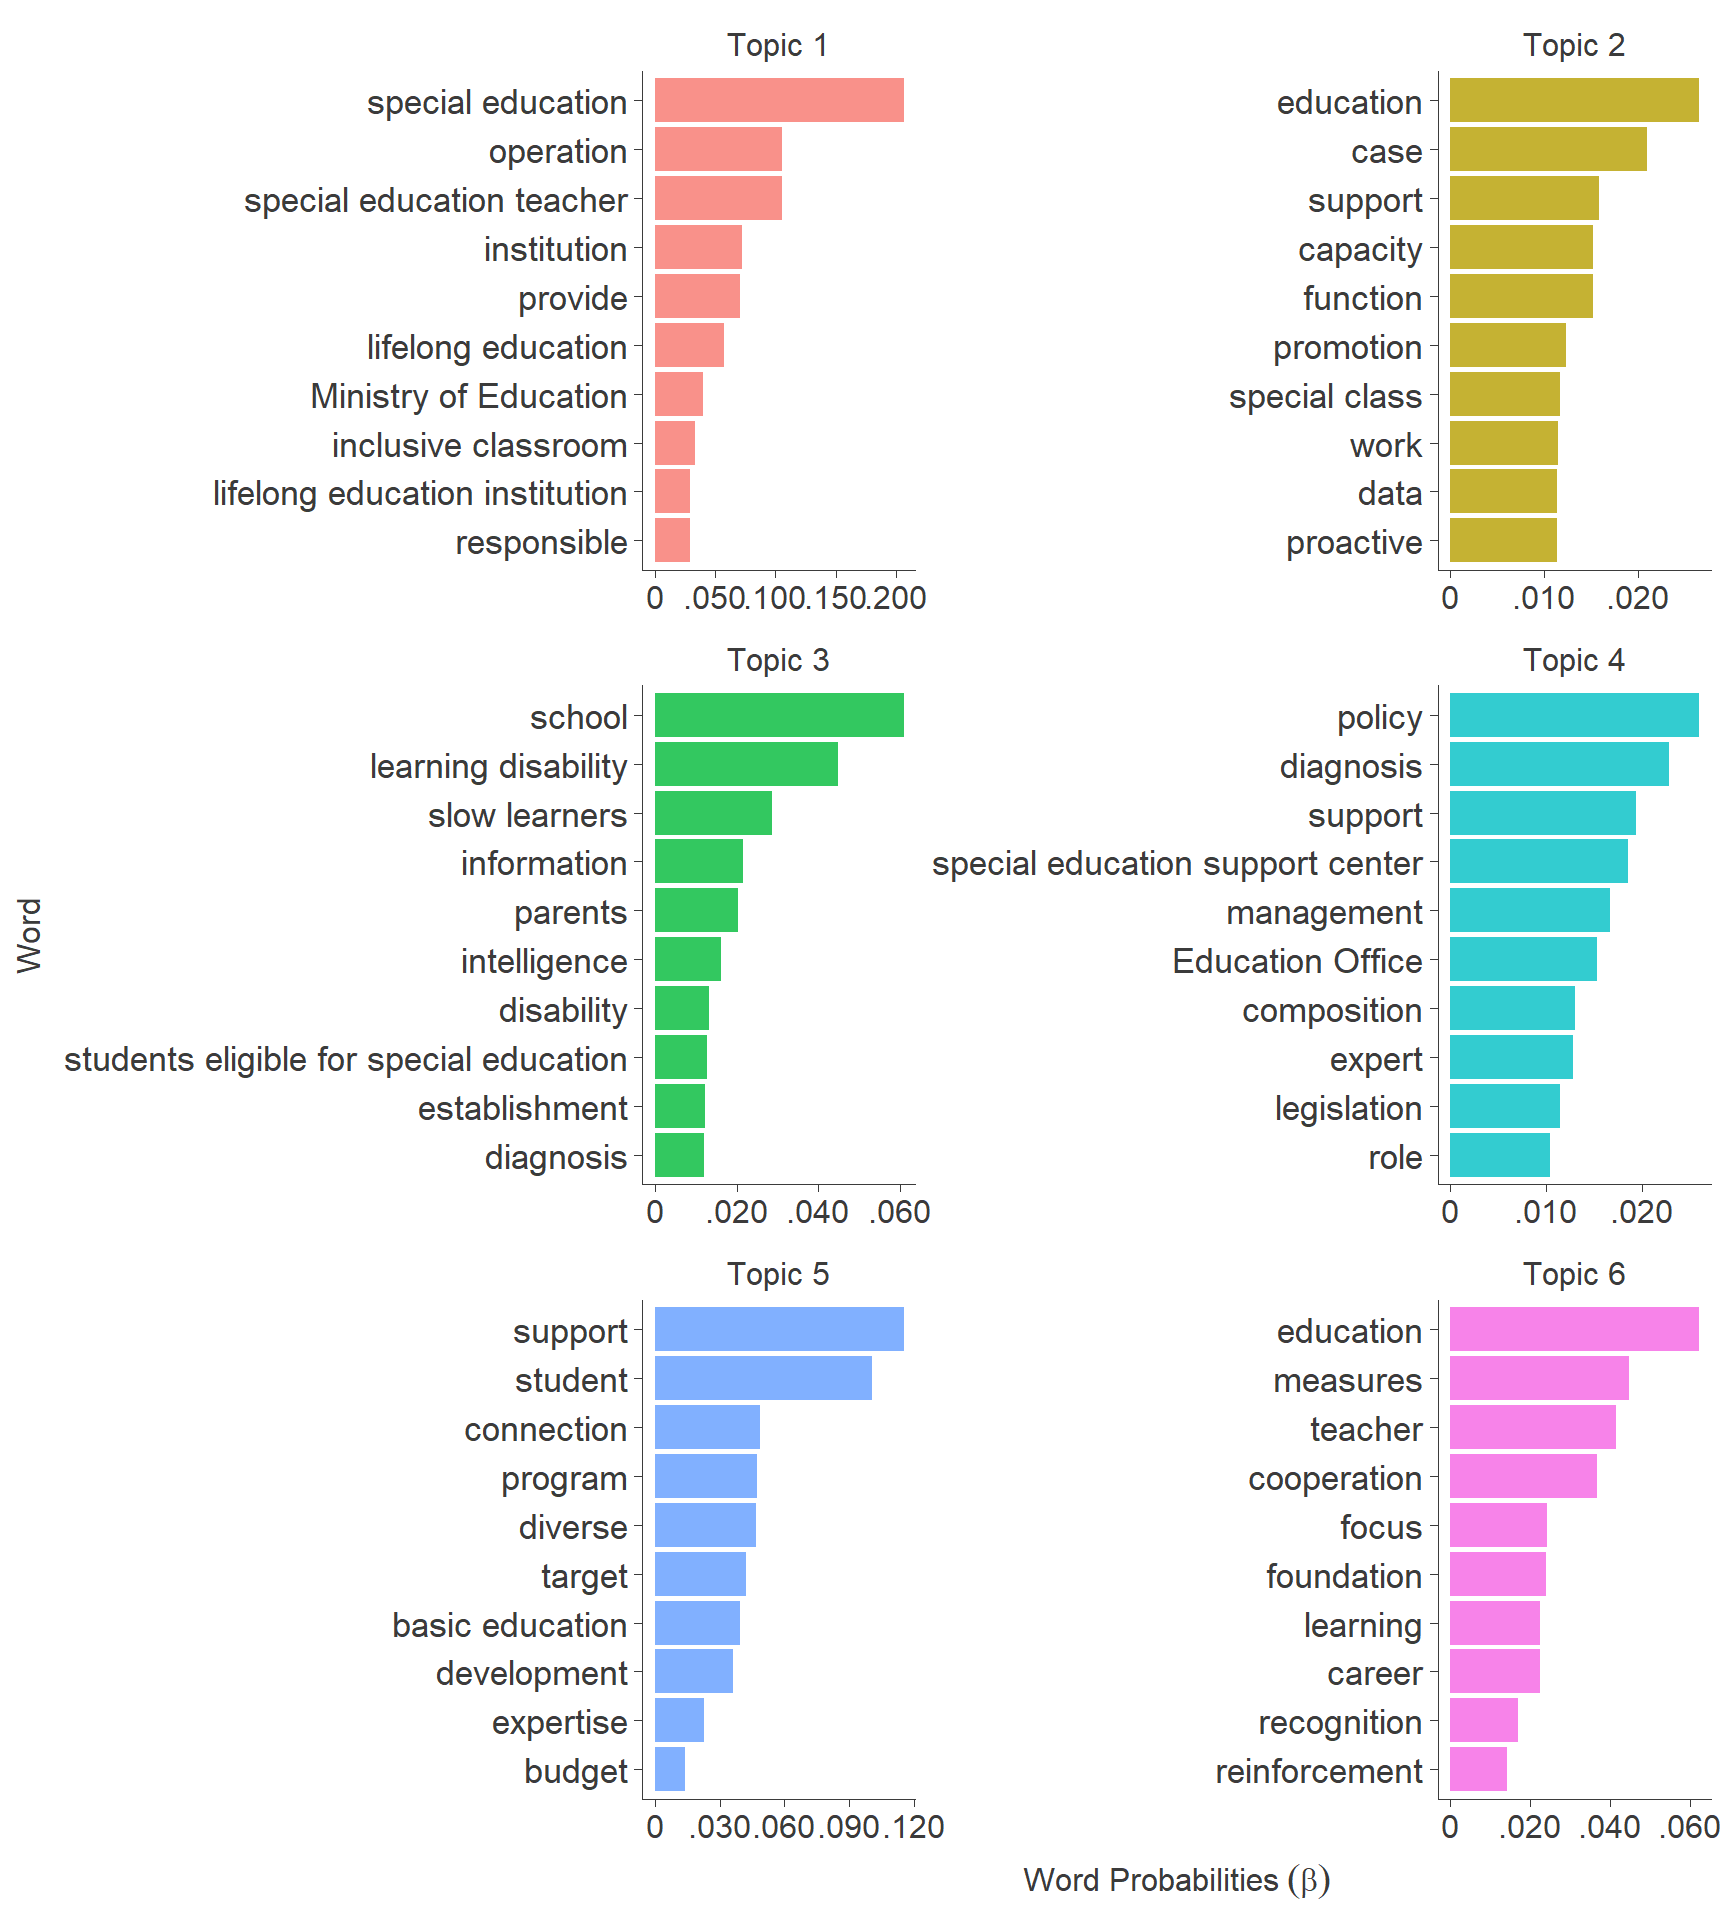 Topic 1
special education
operation
special education teacher
institution
provide
lifelong education
Ministry of Education
inclusive classroom
lifelong education institution
responsible
0 .050 .100 .150 .200
Topic 2
education
case
support
capacity
function
promotion
special class
work
data
proactive
0 .010 .020
Topic 3
school
learning disability
slow learners
information
parents
intelligence
disability
students eligible for special education
establishment
diagnosis
0 .020 .040 .060
Topic 4
policy
diagnosis
support
special education support center
management
Education Office
composition
expert
legislation
role
0 .010 .020
Topic 5
support
student
connection
program
diverse
target
basic education
development
expertise
budget
0 .030 .060 .090 .120
Topic 6
education
measures
teacher
cooperation
focus
foundation
learning
career
recognition
reinforcement
0 .020 .040 .060
Word
Word Probabilities (β)